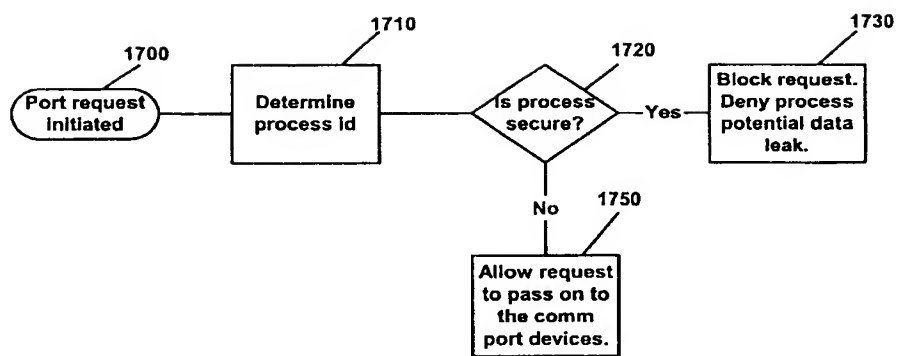 1700
Port request
initiated
1710
Determine
process id
1720
Is process
secure?
Yes
1730
Block request.
Deny process
potential data
leak.
No
1750
Allow request
to pass on to
the comm
port devices.